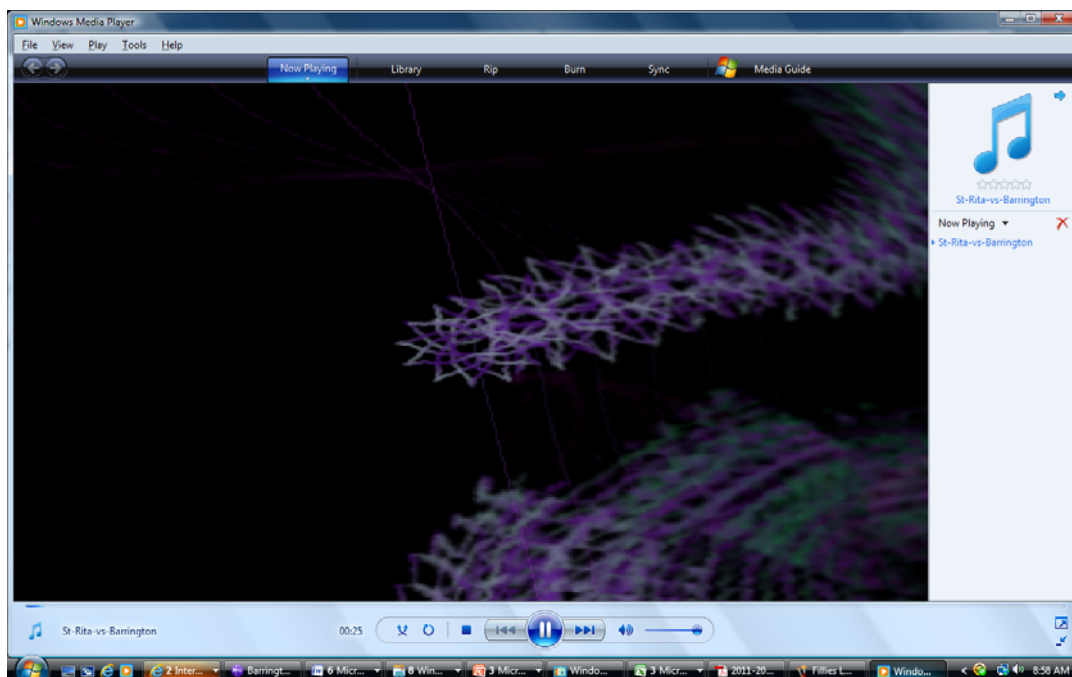 Windows Media Player
File View Play Tools Help
Now Playing Library Rip Burn Sync Media Guide
St-Rita-vs-Barrington
Now Playing
St-Rita-vs-Barrington
St-Rita-vs-Barrington 00:25
2 Inter... Barringt... 6 Micr... 8 Win... 3 Micr... Windo... 3 Micr... 2011-20... Fillies L... Windo... 8:58 AM